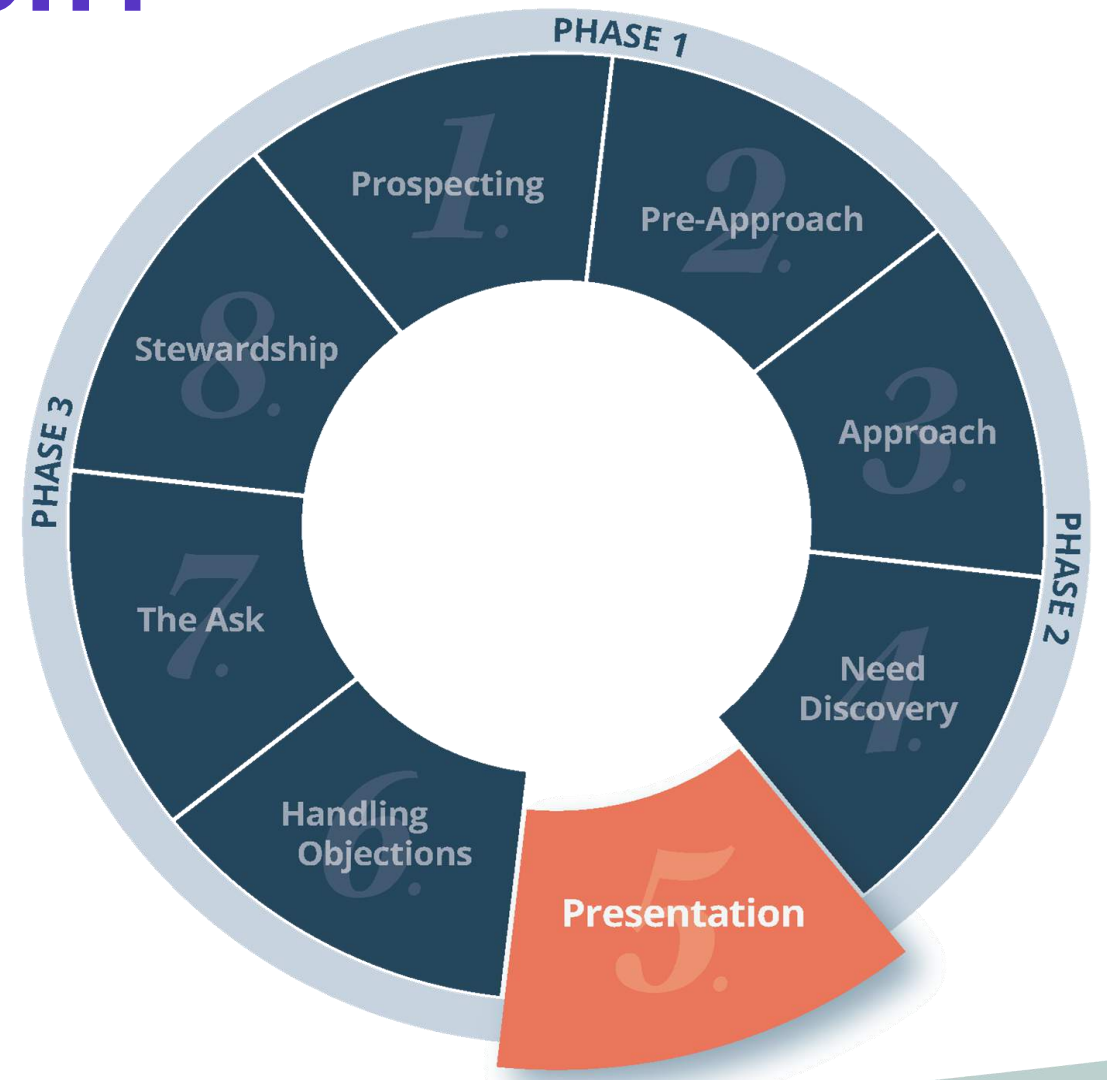 PHASE 1
1.
Prospecting
2.
Pre-Approach
3.
Approach
PHASE 2
4.
Need
Discovery
5.
Presentation
6.
Handling
Objections
7.
The Ask
PHASE 3
8.
Stewardship